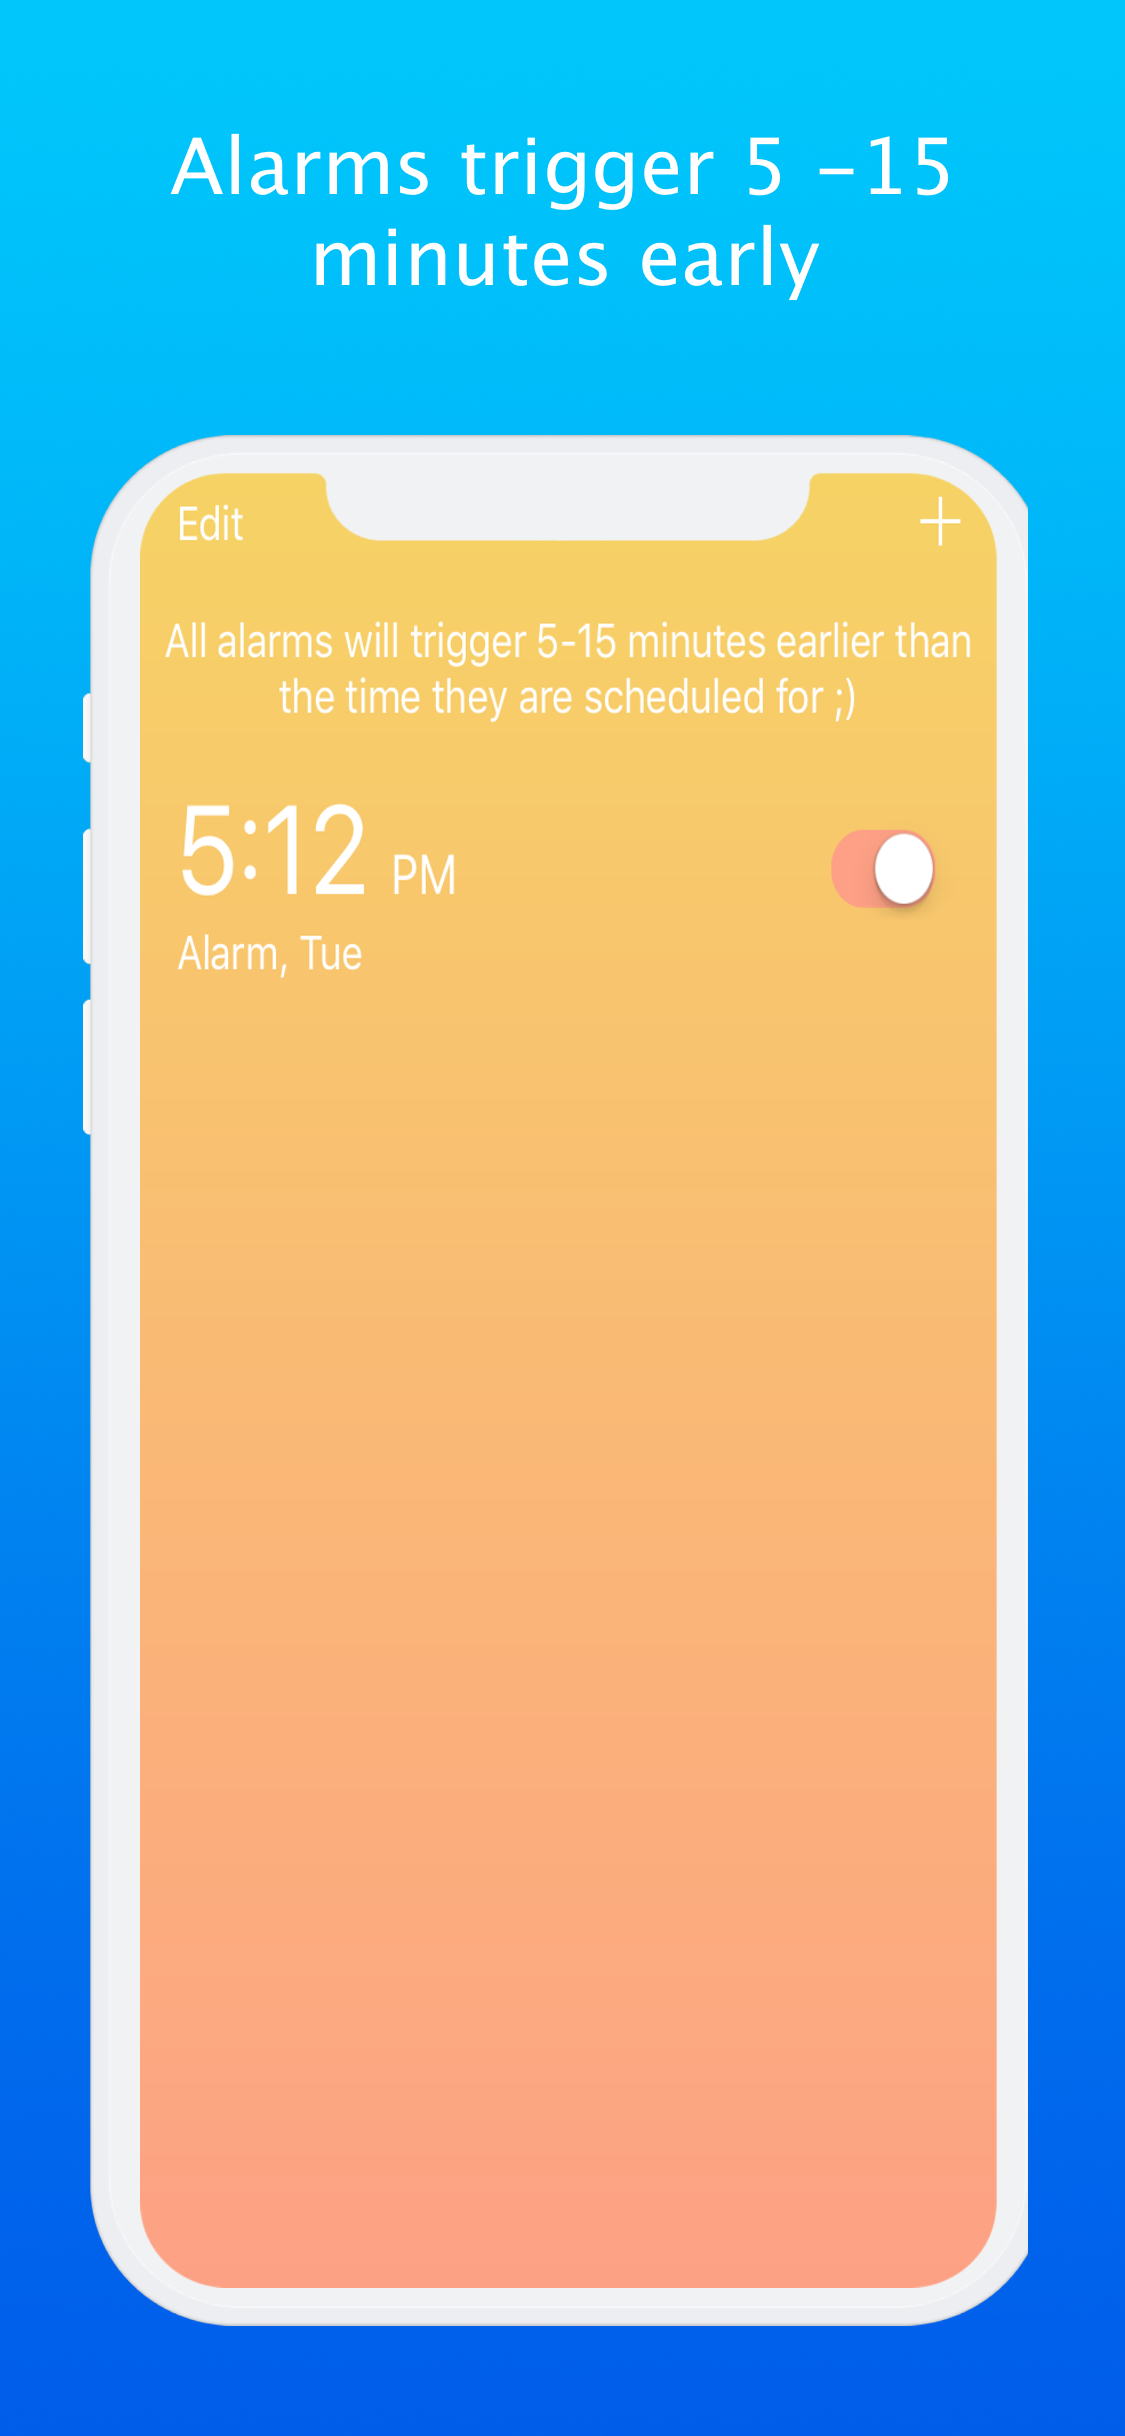 Alarms trigger 5 –15
minutes early
Edit
All alarms will trigger 5-15 minutes earlier than
the time they are scheduled for ;)
5:12 PM
Alarm, Tue